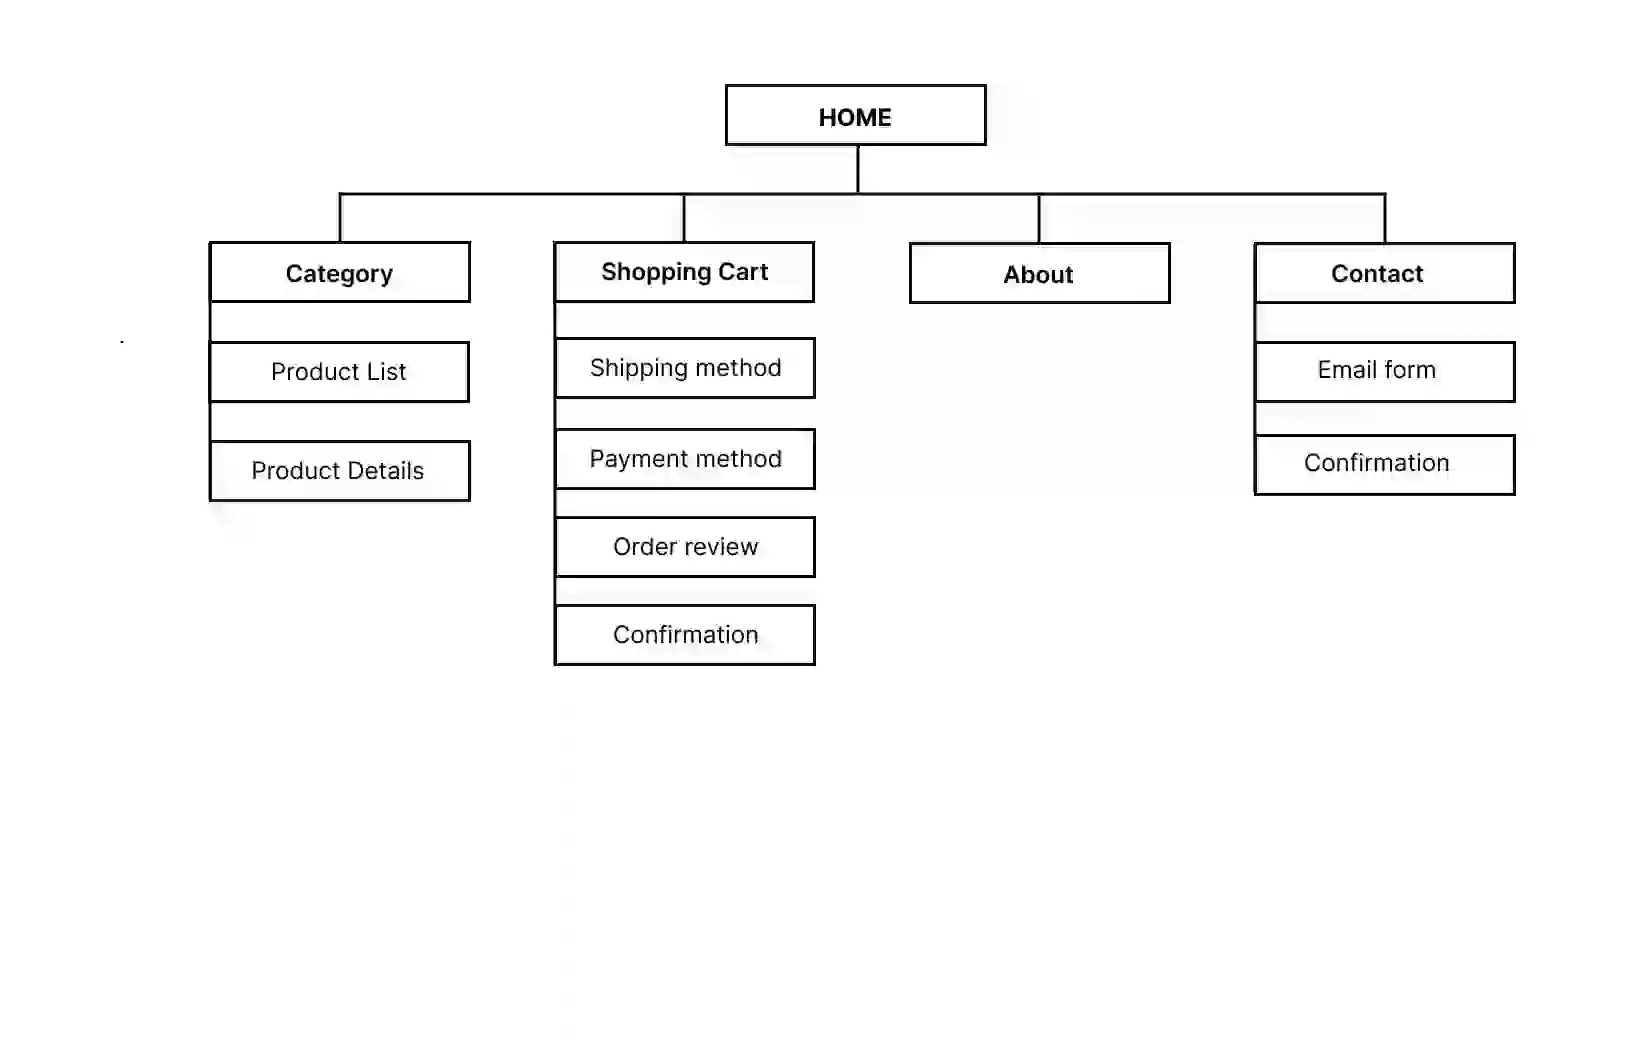 HOME
Category
Shopping Cart
About
Contact
Product List
Shipping method
Email form
Product Details
Payment method
Confirmation
Order review
Confirmation